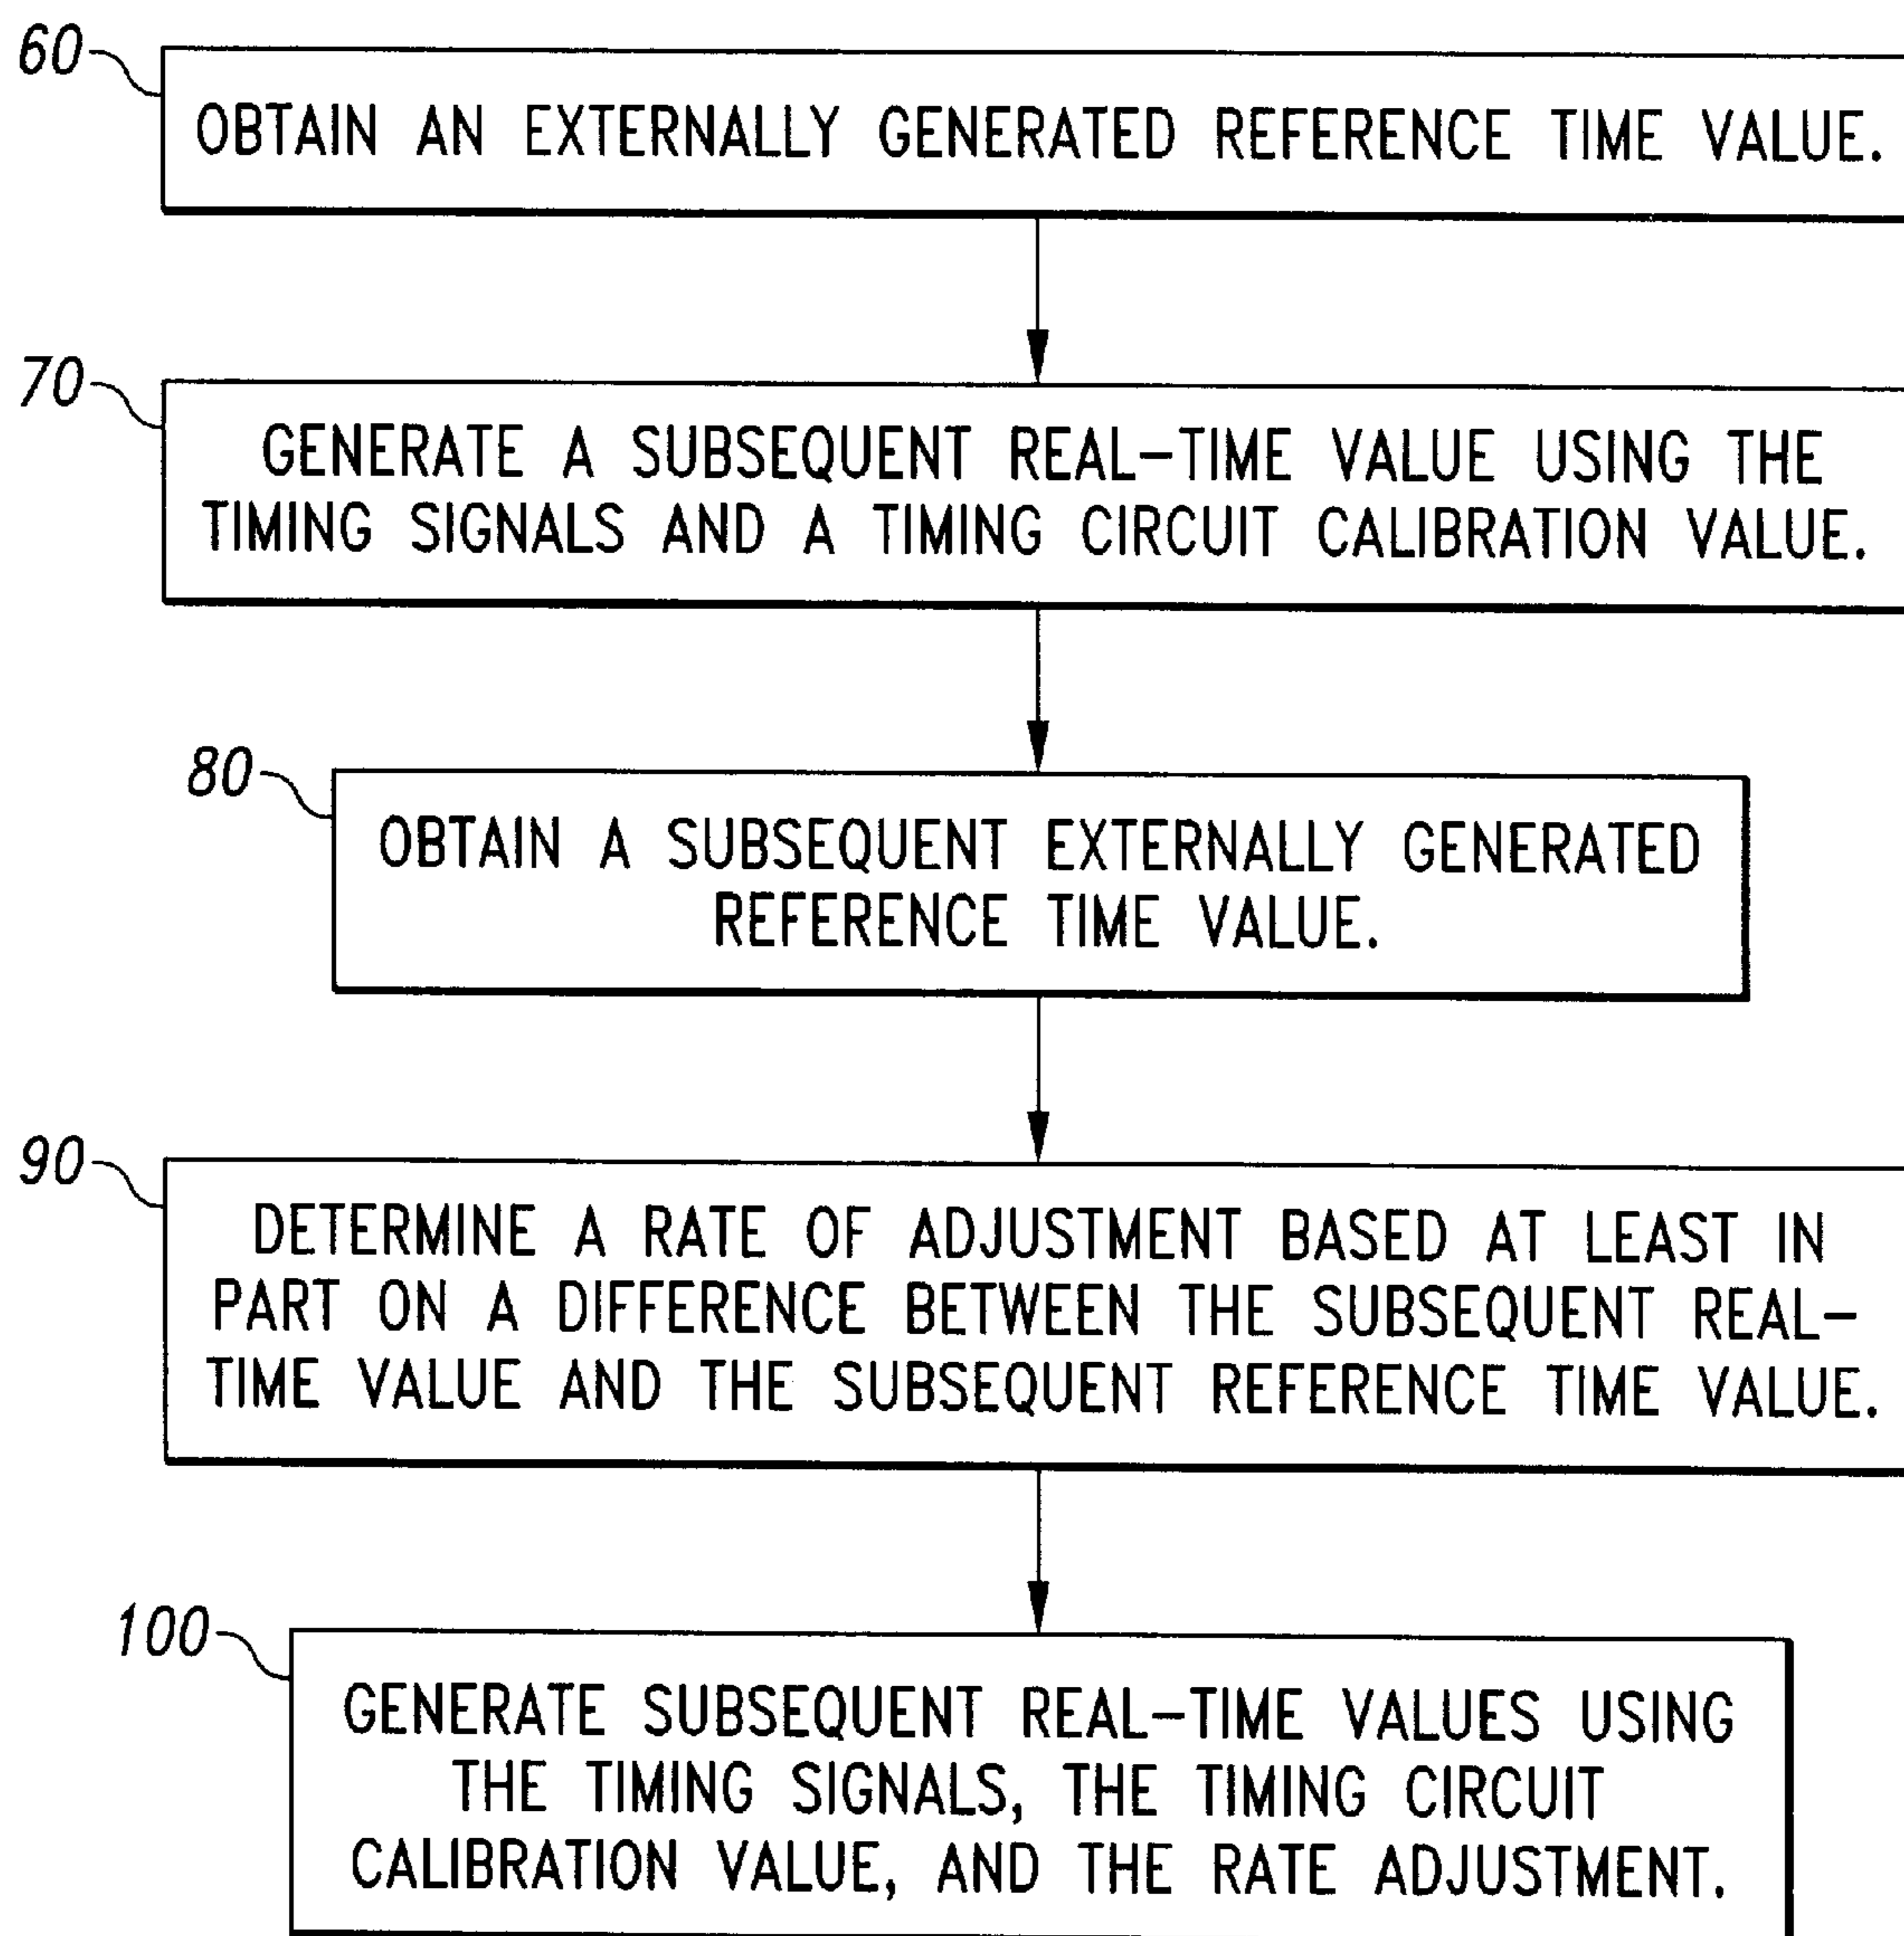 60
OBTAIN AN EXTERNALLY GENERATED REFERENCE TIME VALUE.
70
GENERATE A SUBSEQUENT REAL-TIME VALUE USING THE
TIMING SIGNALS AND A TIMING CIRCUIT CALIBRATION VALUE.
80
OBTAIN A SUBSEQUENT EXTERNALLY GENERATED
REFERENCE TIME VALUE.
90
DETERMINE A RATE OF ADJUSTMENT BASED AT LEAST IN
PART ON A DIFFERENCE BETWEEN THE SUBSEQUENT REAL-
TIME VALUE AND THE SUBSEQUENT REFERENCE TIME VALUE.
100
GENERATE SUBSEQUENT REAL-TIME VALUES USING
THE TIMING SIGNALS, THE TIMING CIRCUIT
CALIBRATION VALUE, AND THE RATE ADJUSTMENT.